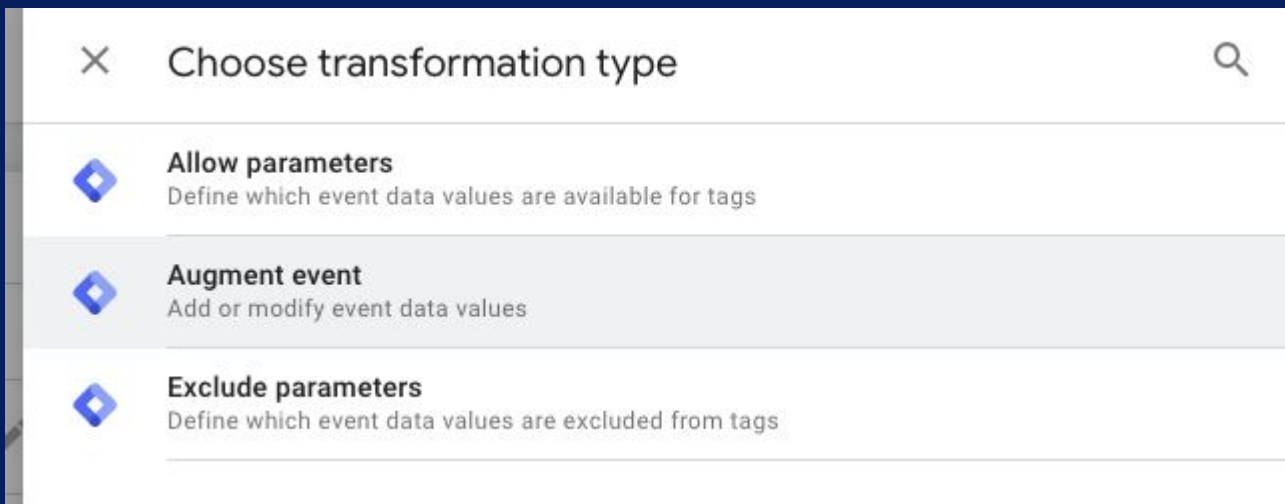 Choose transformation type
Allow parameters
Define which event data values are available for tags
Augment event
Add or modify event data values
Exclude parameters
Define which event data values are excluded from tags